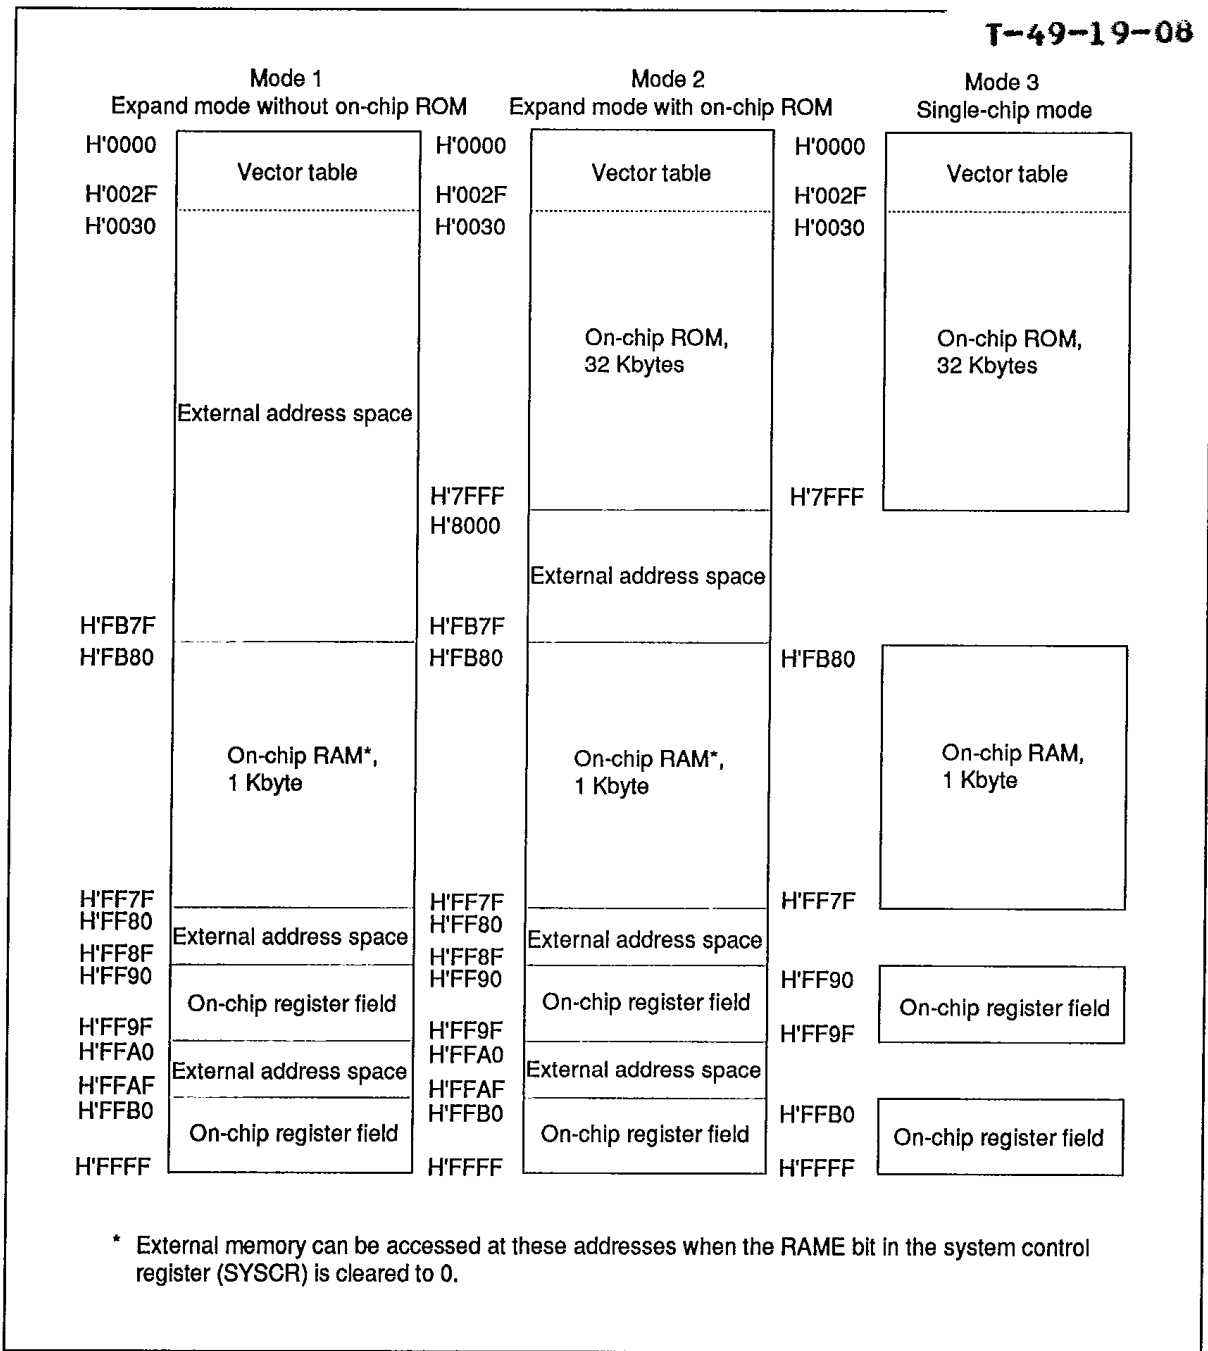 T-49-19-08
Mode 1
Expand mode without on-chip ROM
Mode 2
Expand mode with on-chip ROM
Mode 3
Single-chip mode
H'0000
Vector table
H'002F
H'0030
External address space
H'FB7F
H'FB80
On-chip RAM*,
1 Kbyte
H'FF7F
H'FF80
External address space
H'FF8F
H'FF90
On-chip register field
H'FF9F
H'FFA0
External address space
H'FFAF
H'FFB0
On-chip register field
H'FFFF
H'0000
Vector table
H'002F
H'0030
On-chip ROM,
32 Kbytes
H'7FFF
H'8000
External address space
H'FB7F
H'FB80
On-chip RAM*,
1 Kbyte
H'FF7F
H'FF80
External address space
H'FF8F
H'FF90
On-chip register field
H'FF9F
H'FFA0
External address space
H'FFAF
H'FFB0
On-chip register field
H'FFFF
H'0000
Vector table
H'002F
H'0030
On-chip ROM,
32 Kbytes
H'7FFF
H'FB80
On-chip RAM,
1 Kbyte
H'FF7F
H'FF90
On-chip register field
H'FF9F
H'FFB0
On-chip register field
H'FFFF
* External memory can be accessed at these addresses when the RAME bit in the system control
register (SYSCR) is cleared to 0.